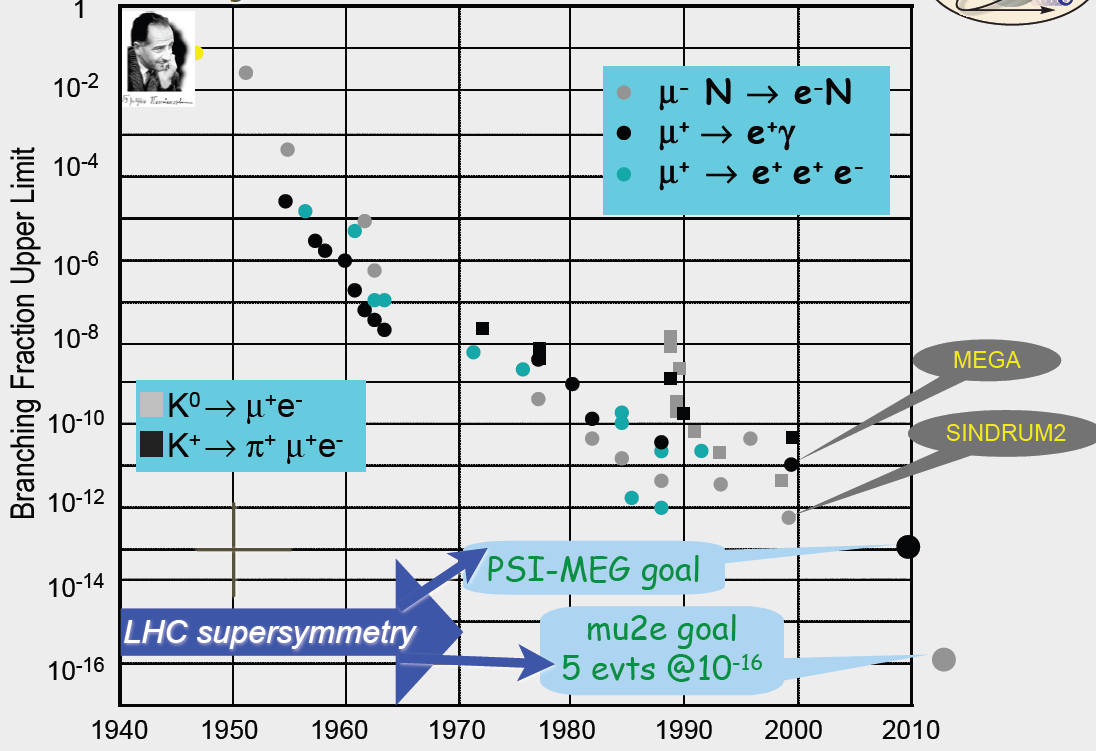 1
10-2
10-4
10-6
10-8
10-10
10-12
10-14
10-16
Branching Fraction Upper Limit
μ- N → e-N
μ+ → e+γ
μ+ → e+ e+ e-
K0 → μ+e-
K+ → π+ μ+e-
MEGA
SINDRUM2
PSI-MEG goal
LHC supersymmetry
mu2e goal
5 evts @10-16
1940 1950 1960 1970 1980 1990 2000 2010